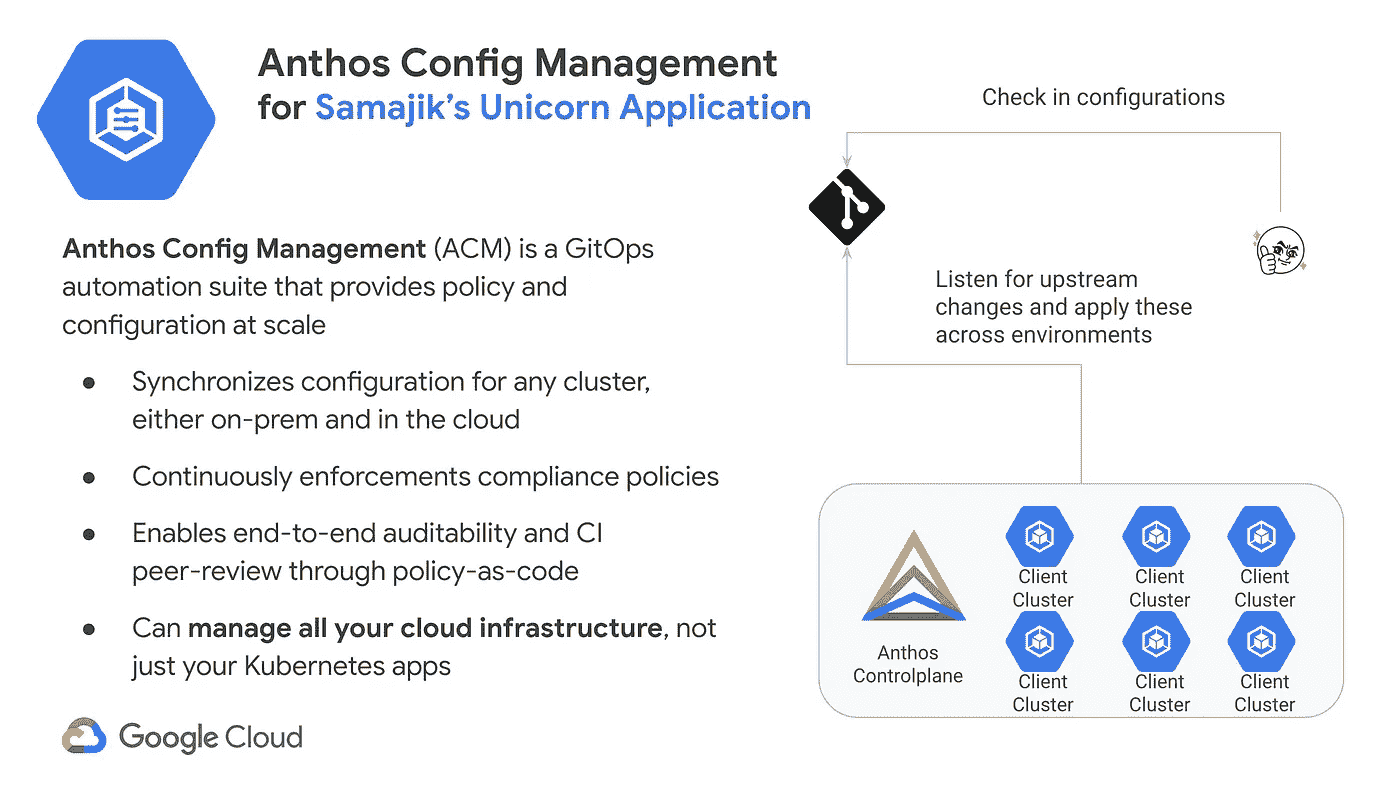 Anthos Config Management
for Samajik's Unicorn Application
Check in configurations
Anthos Config Management (ACM) is a GitOps
automation suite that provides policy and
configuration at scale
● Synchronizes configuration for any cluster,
either on-prem and in the cloud
● Continuously enforcements compliance policies
● Enables end-to-end auditability and CI
peer-review through policy-as-code
● Can manage all your cloud infrastructure, not
just your Kubernetes apps
Google Cloud
Listen for upstream
changes and apply these
across environments
Anthos
Controlplane
Client
Cluster
Client
Cluster
Client
Cluster
Client
Cluster
Client
Cluster
Client
Cluster